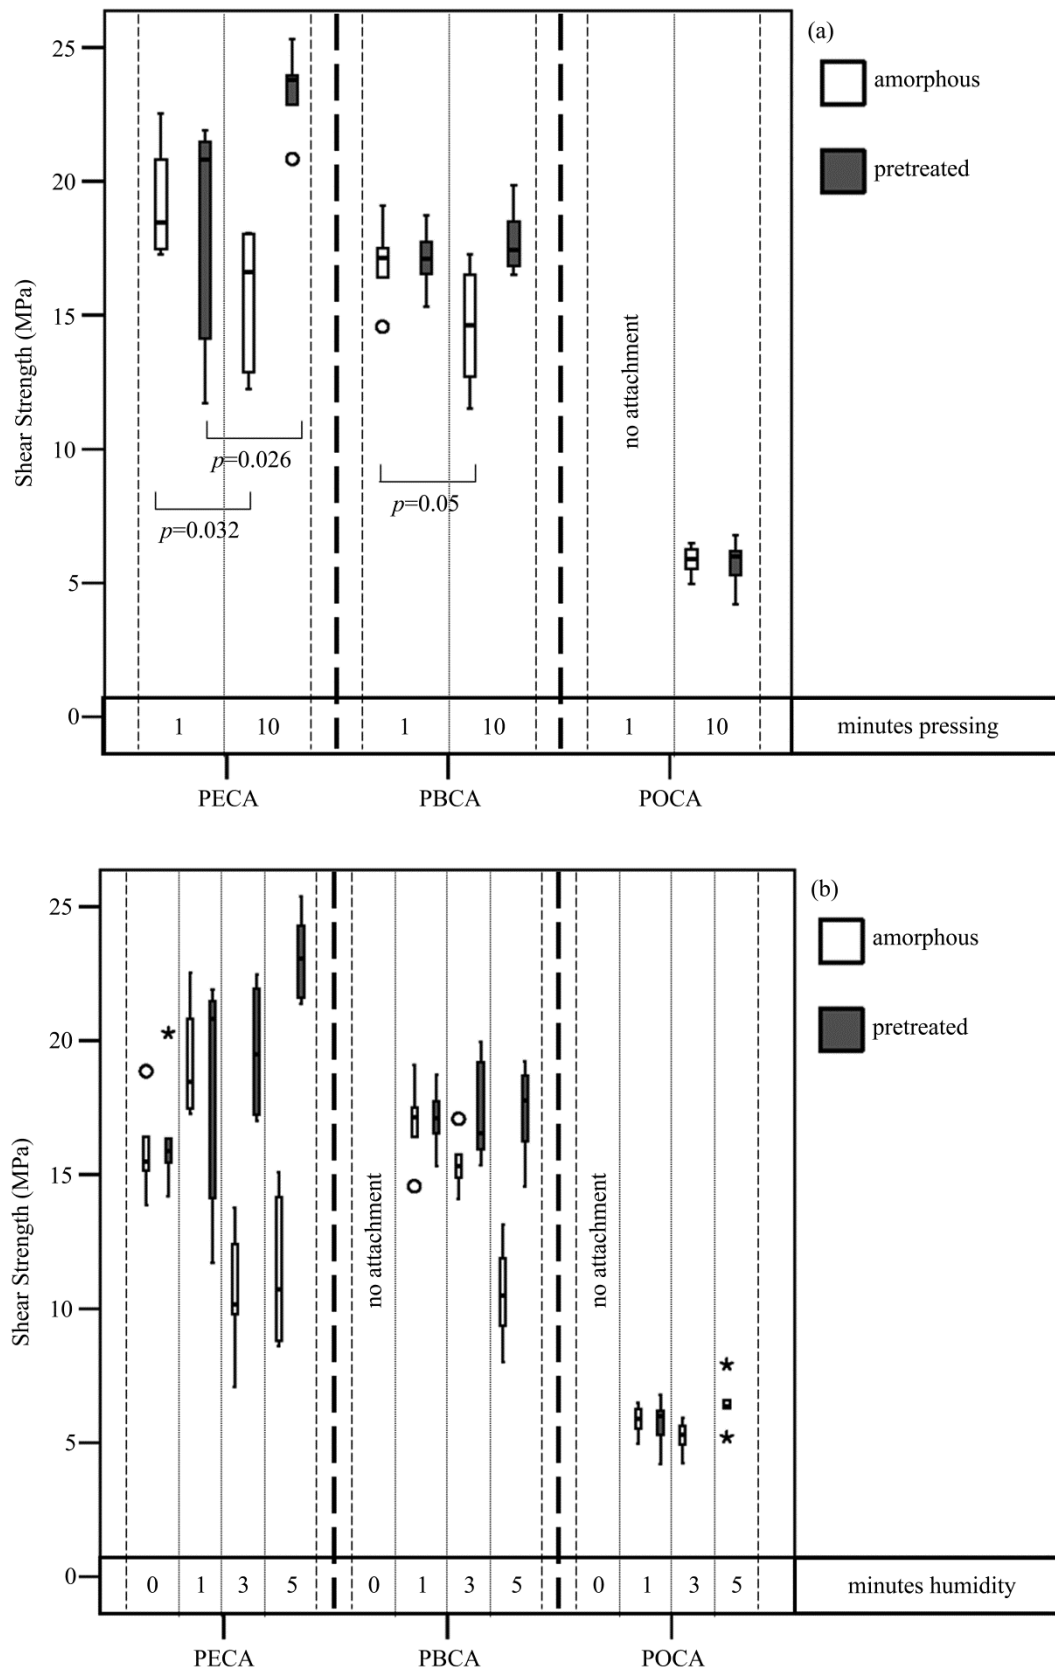 (a)
25
amorphous
pretreated
20
15
Shear Strength (MPa)
no attachment
10
p=0.026
p=0.05
p=0.032
5
0
1 10 1 10 1 10 minutes pressing
PECA PBCA POCA
(b)
25
amorphous
pretreated
20
15
Shear Strength (MPa)
no attachment
no attachment
10
5
0
0 1 3 5 0 1 3 5 0 1 3 5 minutes humidity
PECA PBCA POCA